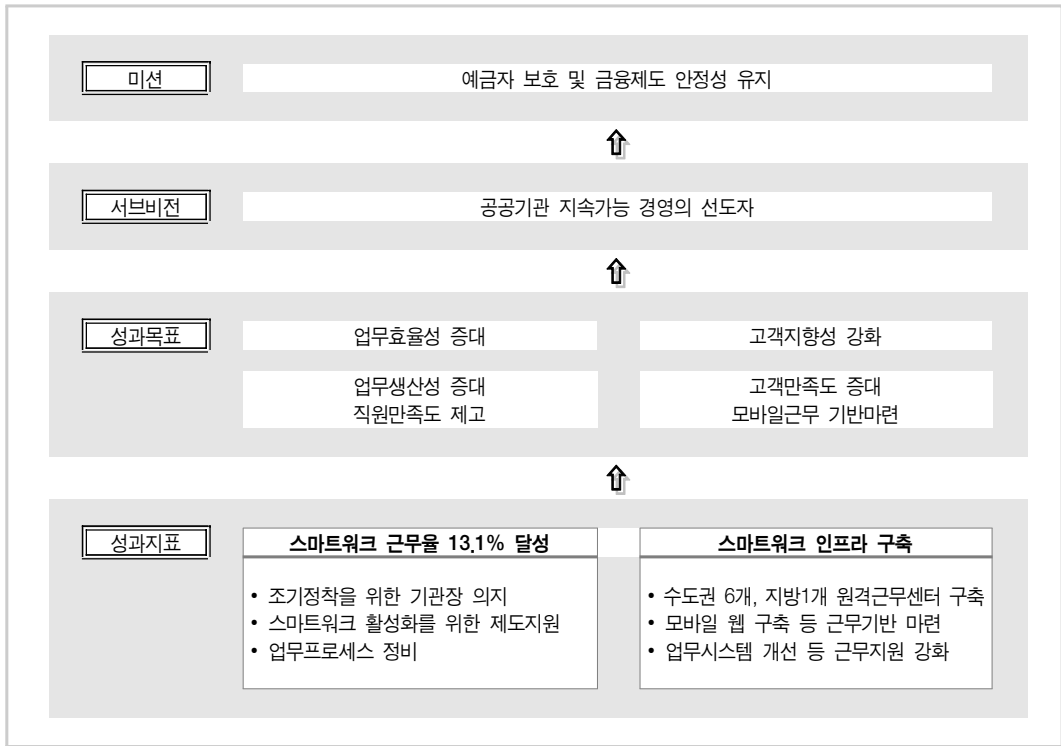 미션
예금자 보호 및 금융제도 안정성 유지
서브비전
공공기관 지속가능 경영의 선도자
성과목표
업무효율성 증대
고객지향성 강화
업무생산성 증대
직원만족도 제고
고객만족도 증대
모바일근무 기반마련
성과지표
스마트워크 근무율 13.1% 달성
• 조기정착을 위한 기관장 의지
• 스마트워크 활성화를 위한 제도지원
• 업무프로세스 정비
스마트워크 인프라 구축
• 수도권 6개, 지방1개 원격근무센터 구축
• 모바일 웹 구축 등 근무기반 마련
• 업무시스템 개선 등 근무지원 강화